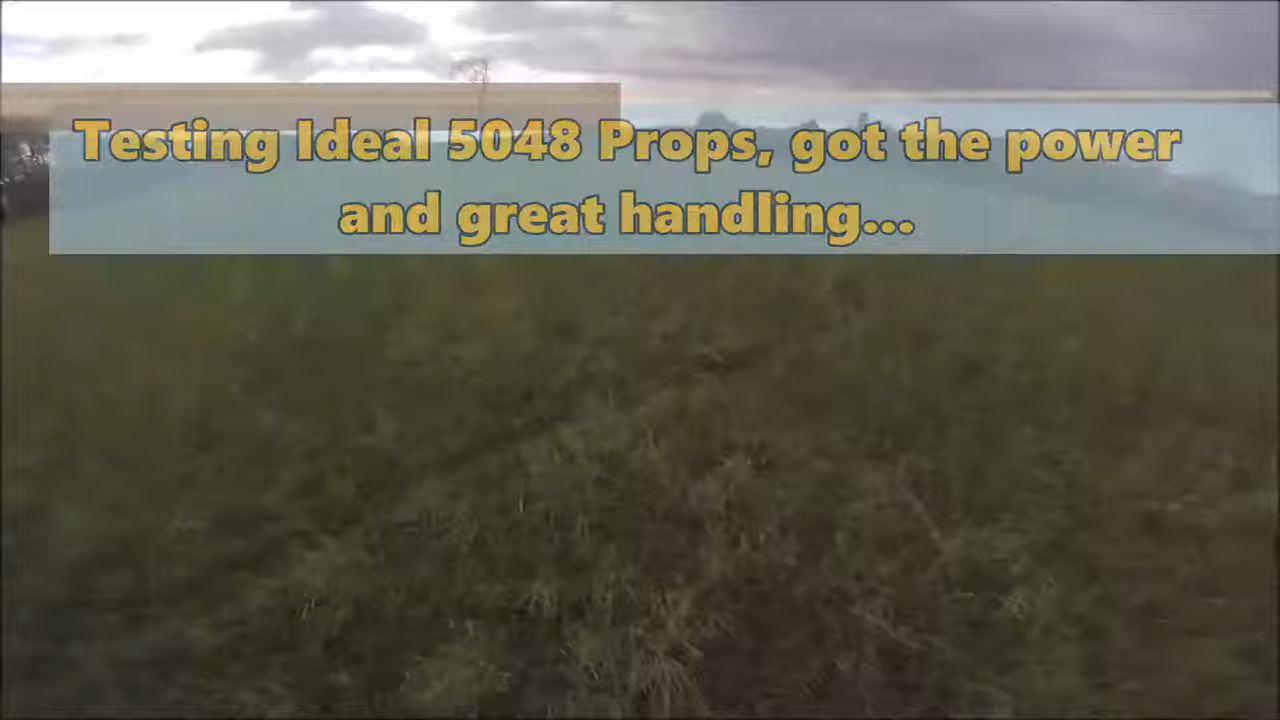 Testing Ideal 5048 Props, got the power
and great handling...